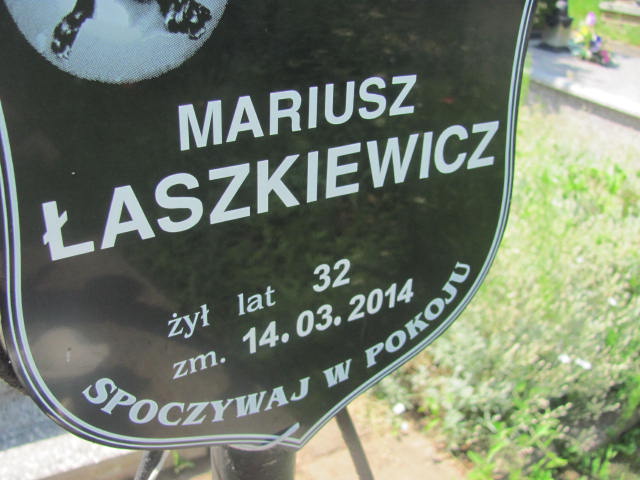 MARIUSZ
ŁASZKIEWICZ
żył lat 32
zm. 14.03.2014
SPOCZYWAJ W POKOJU